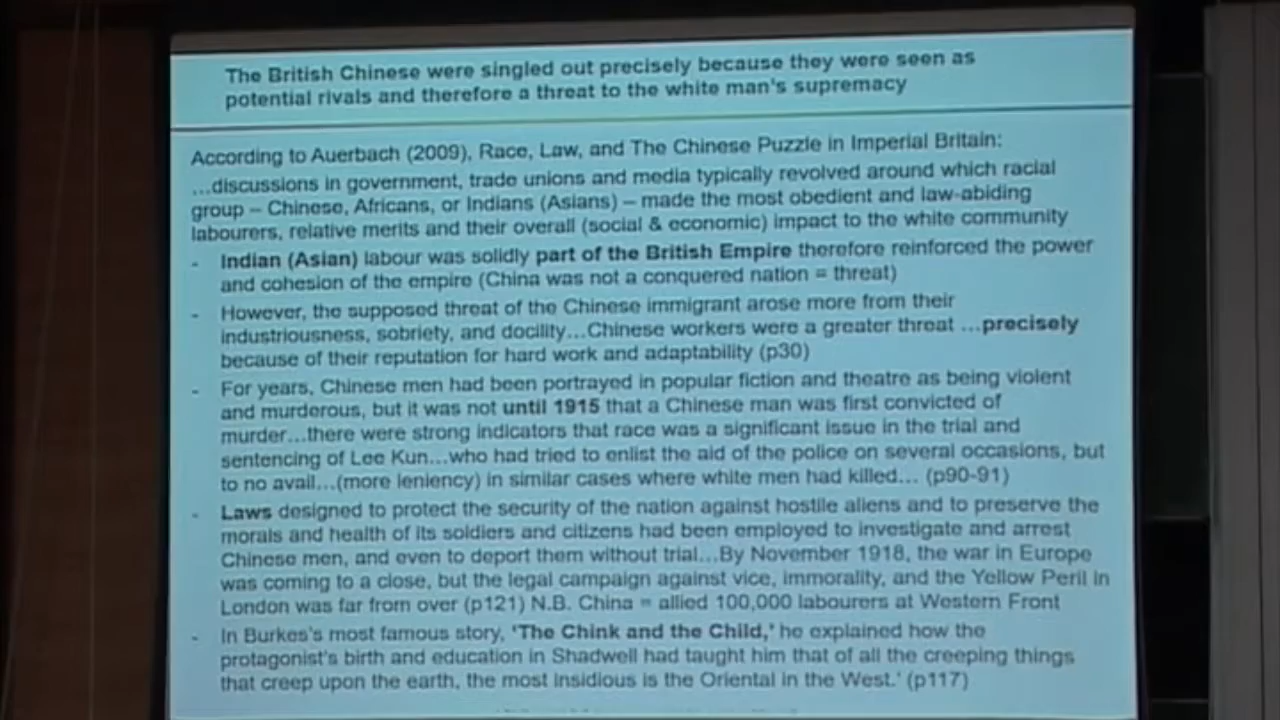 The British Chinese were singled out precisely because they were seen as
potential rivals and therefore a threat to the white man's supremacy
According to Auerbach (2009), Race, Law, and The Chinese Puzzle in Imperial Britain:
...discussions in government, trade unions and media typically revolved around which racial
group – Chinese, Africans, or Indians (Asians) – made the most obedient and law-abiding
labourers, relative merits and their overall (social & economic) impact to the white community
- Indian (Asian) labour was solidly part of the British Empire therefore reinforced the power
and cohesion of the empire (China was not a conquered nation = threat)
- However, the supposed threat of the Chinese immigrant arose more from their
industriousness, sobriety, and docility...Chinese workers were a greater threat ...precisely
because of their reputation for hard work and adaptability (p30)
- For years, Chinese men had been portrayed in popular fiction and theatre as being violent
and murderous, but it was not until 1915 that a Chinese man was first convicted of
murder...there were strong indicators that race was a significant issue in the trial and
sentencing of Lee Kun...who had tried to enlist the aid of the police on several occasions, but
to no avail...(more leniency) in similar cases where white men had killed... (p90-91)
- Laws designed to protect the security of the nation against hostile aliens and to preserve the
morals and health of its soldiers and citizens had been employed to investigate and arrest
Chinese men, and even to deport them without trial...By November 1918, the war in Europe
was coming to a close, but the legal campaign against vice, immorality, and the Yellow Peril in
London was far from over (p121) N.B. China = allied 100,000 labourers at Western Front
- In Burkes's most famous story, 'The Chink and the Child,' he explained how the
protagonist's birth and education in Shadwell had taught him that of all the creeping things
that creep upon the earth, the most insidious is the Oriental in the West.' (p117)